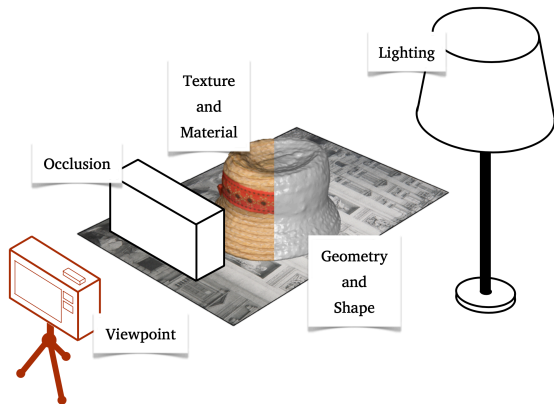 Lighting
Texture
and
Material
Occlusion
Geometry
and
Shape
Viewpoint